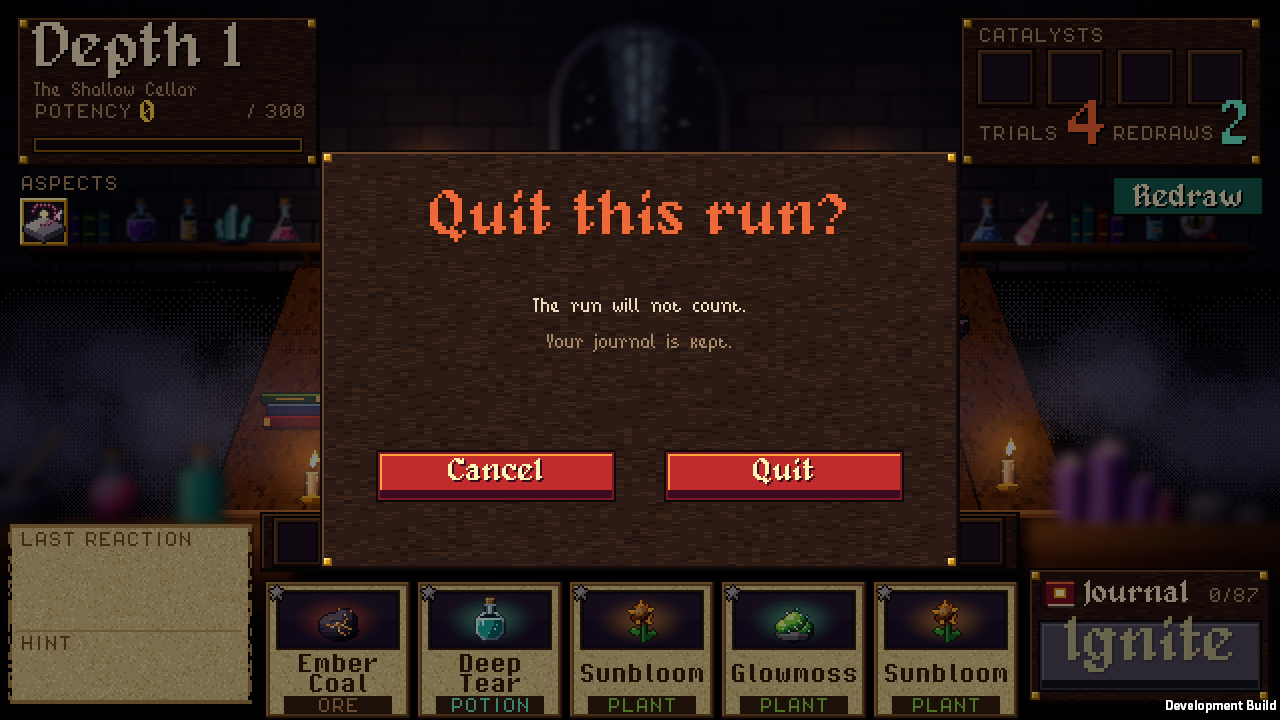 Depth 1
The Shallow Cellar
POTENCY 0 / 300
ASPECTS
CATALYSTS
TRIALS 4 REDRAWS 2
Redraw
Quit this run?
The run will not count.
Your journal is kept.
Cancel
Quit
LAST REACTION
HINT
Ember Coal
ORE
Deep Tear
POTION
Sunbloom
PLANT
Glowmoss
PLANT
Sunbloom
PLANT
Journal 0/87
Ignite
Development Build